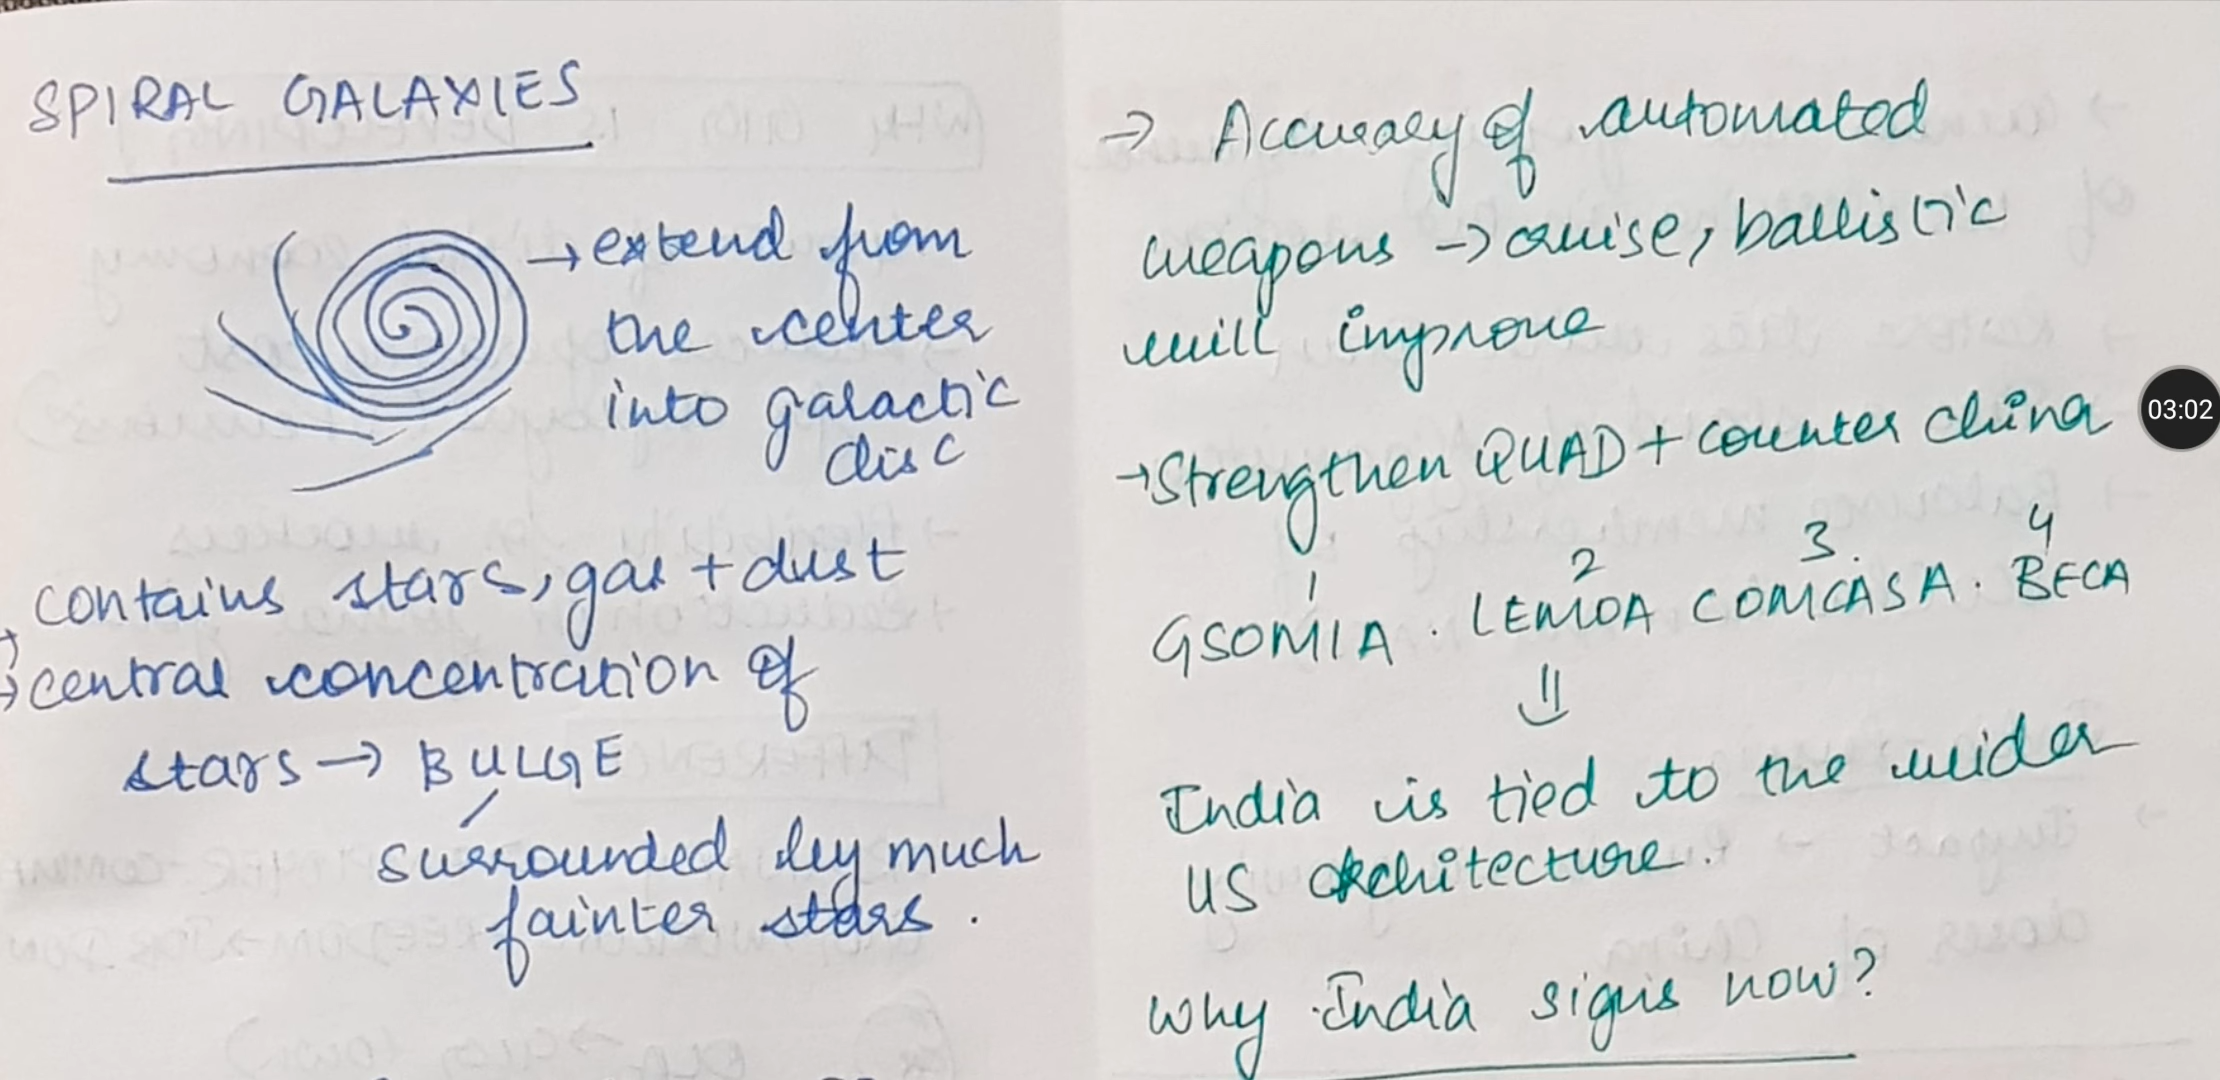 SPIRAL GALAXIES
→ extend from
the center
into galactic
disc
→ contains stars, gas + dust
→ central concentration of
stars → BULGE
surrounded by much
fainter stars.
→ Accuracy of automated
weapons → cruise, ballistic
will improve
→ Strengthen QUAD + counter china
1 2 3. 4
GSOMIA. LEMOA COMCASA. BECA
⇓
India is tied to the wider
US architecture.
Why India signs now?
03:02